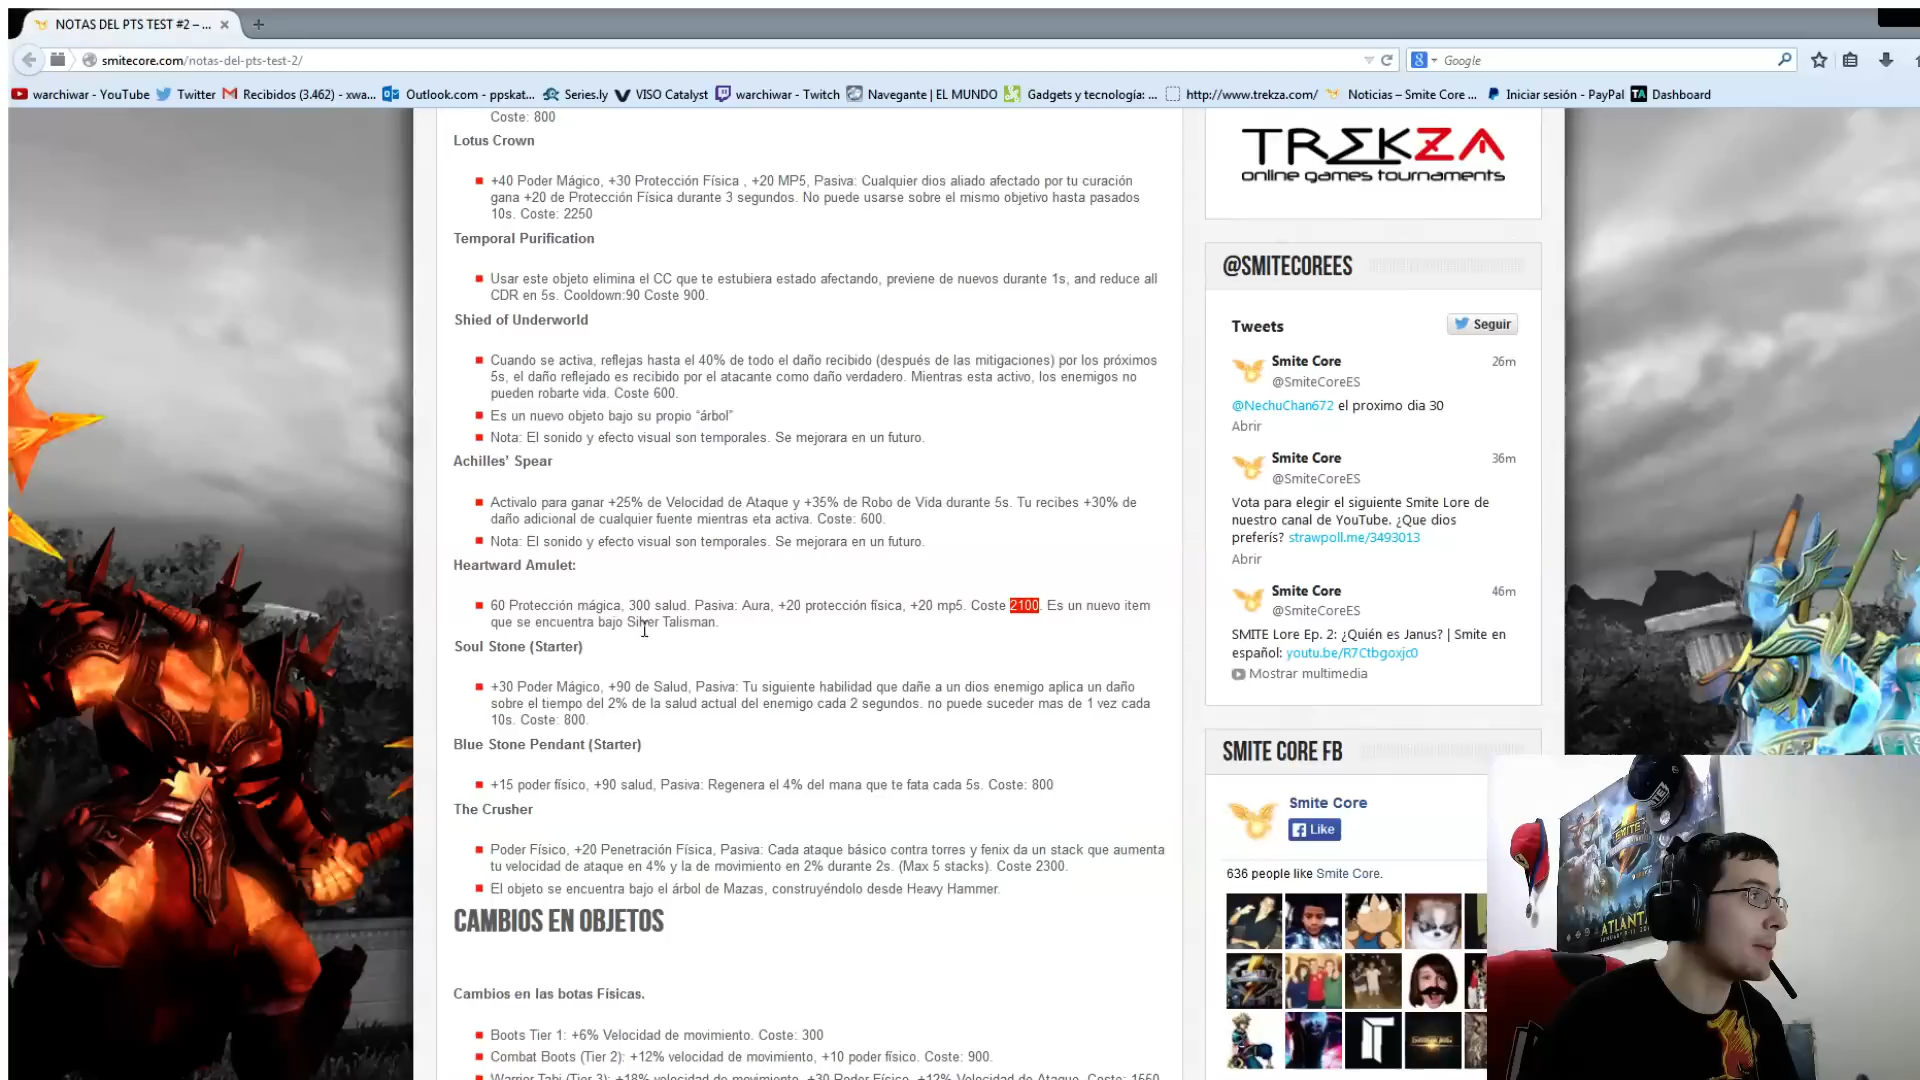 NOTAS DEL PTS TEST #2 – ...
smitecore.com/notas-del-pts-test-2/
Google
warchiwar - YouTube
Twitter
Recibidos (3.462) - xwa...
Outlook.com - ppskat...
Series.ly
VISO Catalyst
warchiwar - Twitch
Navegante | EL MUNDO
Gadgets y tecnología: ...
http://www.trekza.com/
Noticias – Smite Core ...
Iniciar sesión - PayPal
TA Dashboard
Coste: 800
Lotus Crown
+40 Poder Mágico, +30 Protección Física , +20 MP5, Pasiva: Cualquier dios aliado afectado por tu curación
gana +20 de Protección Física durante 3 segundos. No puede usarse sobre el mismo objetivo hasta pasados
10s. Coste: 2250
Temporal Purification
Usar este objeto elimina el CC que te estubiera estado afectando, previene de nuevos durante 1s, and reduce all
CDR en 5s. Cooldown:90 Coste 900.
Shied of Underworld
Cuando se activa, reflejas hasta el 40% de todo el daño recibido (después de las mitigaciones) por los próximos
5s, el daño reflejado es recibido por el atacante como daño verdadero. Mientras esta activo, los enemigos no
pueden robarte vida. Coste 600.
Es un nuevo objeto bajo su propio “árbol”
Nota: El sonido y efecto visual son temporales. Se mejorara en un futuro.
Achilles’ Spear
Activalo para ganar +25% de Velocidad de Ataque y +35% de Robo de Vida durante 5s. Tu recibes +30% de
daño adicional de cualquier fuente mientras eta activa. Coste: 600.
Nota: El sonido y efecto visual son temporales. Se mejorara en un futuro.
Heartward Amulet:
60 Protección mágica, 300 salud. Pasiva: Aura, +20 protección física, +20 mp5. Coste 2100. Es un nuevo item
que se encuentra bajo Silver Talisman.
Soul Stone (Starter)
+30 Poder Mágico, +90 de Salud, Pasiva: Tu siguiente habilidad que dañe a un dios enemigo aplica un daño
sobre el tiempo del 2% de la salud actual del enemigo cada 2 segundos. no puede suceder mas de 1 vez cada
10s. Coste: 800.
Blue Stone Pendant (Starter)
+15 poder físico, +90 salud, Pasiva: Regenera el 4% del mana que te fata cada 5s. Coste: 800
The Crusher
Poder Físico, +20 Penetración Física, Pasiva: Cada ataque básico contra torres y fenix da un stack que aumenta
tu velocidad de ataque en 4% y la de movimiento en 2% durante 2s. (Max 5 stacks). Coste 2300.
El objeto se encuentra bajo el árbol de Mazas, construyéndolo desde Heavy Hammer.
CAMBIOS EN OBJETOS
Cambios en las botas Físicas.
Boots Tier 1: +6% Velocidad de movimiento. Coste: 300
Combat Boots (Tier 2): +12% velocidad de movimiento, +10 poder físico. Coste: 900.
Warrior Tabi (Tier 3): +18% velocidad de movimiento, +30 Poder Físico, +12% Velocidad de Ataque. Coste: 1550
TREKZA
online games tournaments
@SMITECOREES
Tweets
Seguir
Smite Core 26m
@SmiteCoreES
@NechuChan672 el proximo dia 30
Abrir
Smite Core 36m
@SmiteCoreES
Vota para elegir el siguiente Smite Lore de
nuestro canal de YouTube. ¿Que dios
preferís? strawpoll.me/3493013
Abrir
Smite Core 46m
@SmiteCoreES
SMITE Lore Ep. 2: ¿Quién es Janus? | Smite en
español: youtu.be/R7Ctbgoxjc0
Mostrar multimedia
SMITE CORE FB
Smite Core
Like
636 people like Smite Core.
SMITE
ATLANTA